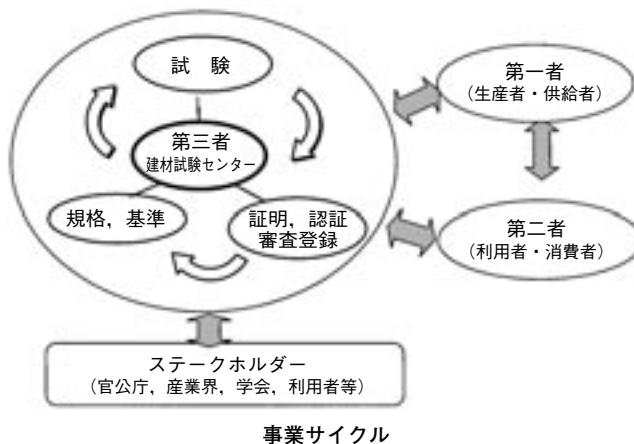 試　験
第三者
建材試験センター
規格，基準
証明，認証
審査登録
第一者
（生産者・供給者）
第二者
（利用者・消費者）
ステークホルダー
（官公庁，産業界，学会，利用者等）
事業サイクル